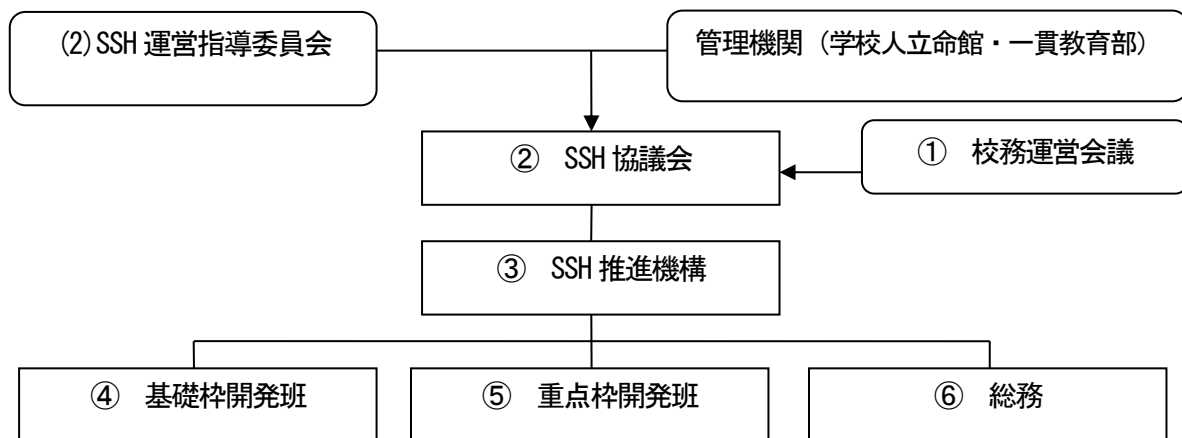 (2) SSH 運営指導委員会
管理機関（学校人立命館・一貫教育部）
② SSH 協議会
① 校務運営会議
③ SSH 推進機構
④ 基礎枠開発班
⑤ 重点枠開発班
⑥ 総務